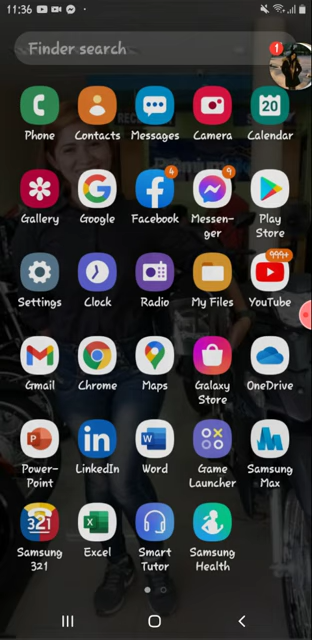 11:36
Finder search
1
20
Phone Contacts Messages Camera Calendar
4 9
Gallery Google Facebook Messen-
ger Play
Store
999+
Settings Clock Radio My Files YouTube
Gmail Chrome Maps Galaxy
Store OneDrive
Power-
Point LinkedIn Word Game
Launcher Samsung
Max
321
Samsung
321 Excel Smart
Tutor Samsung
Health